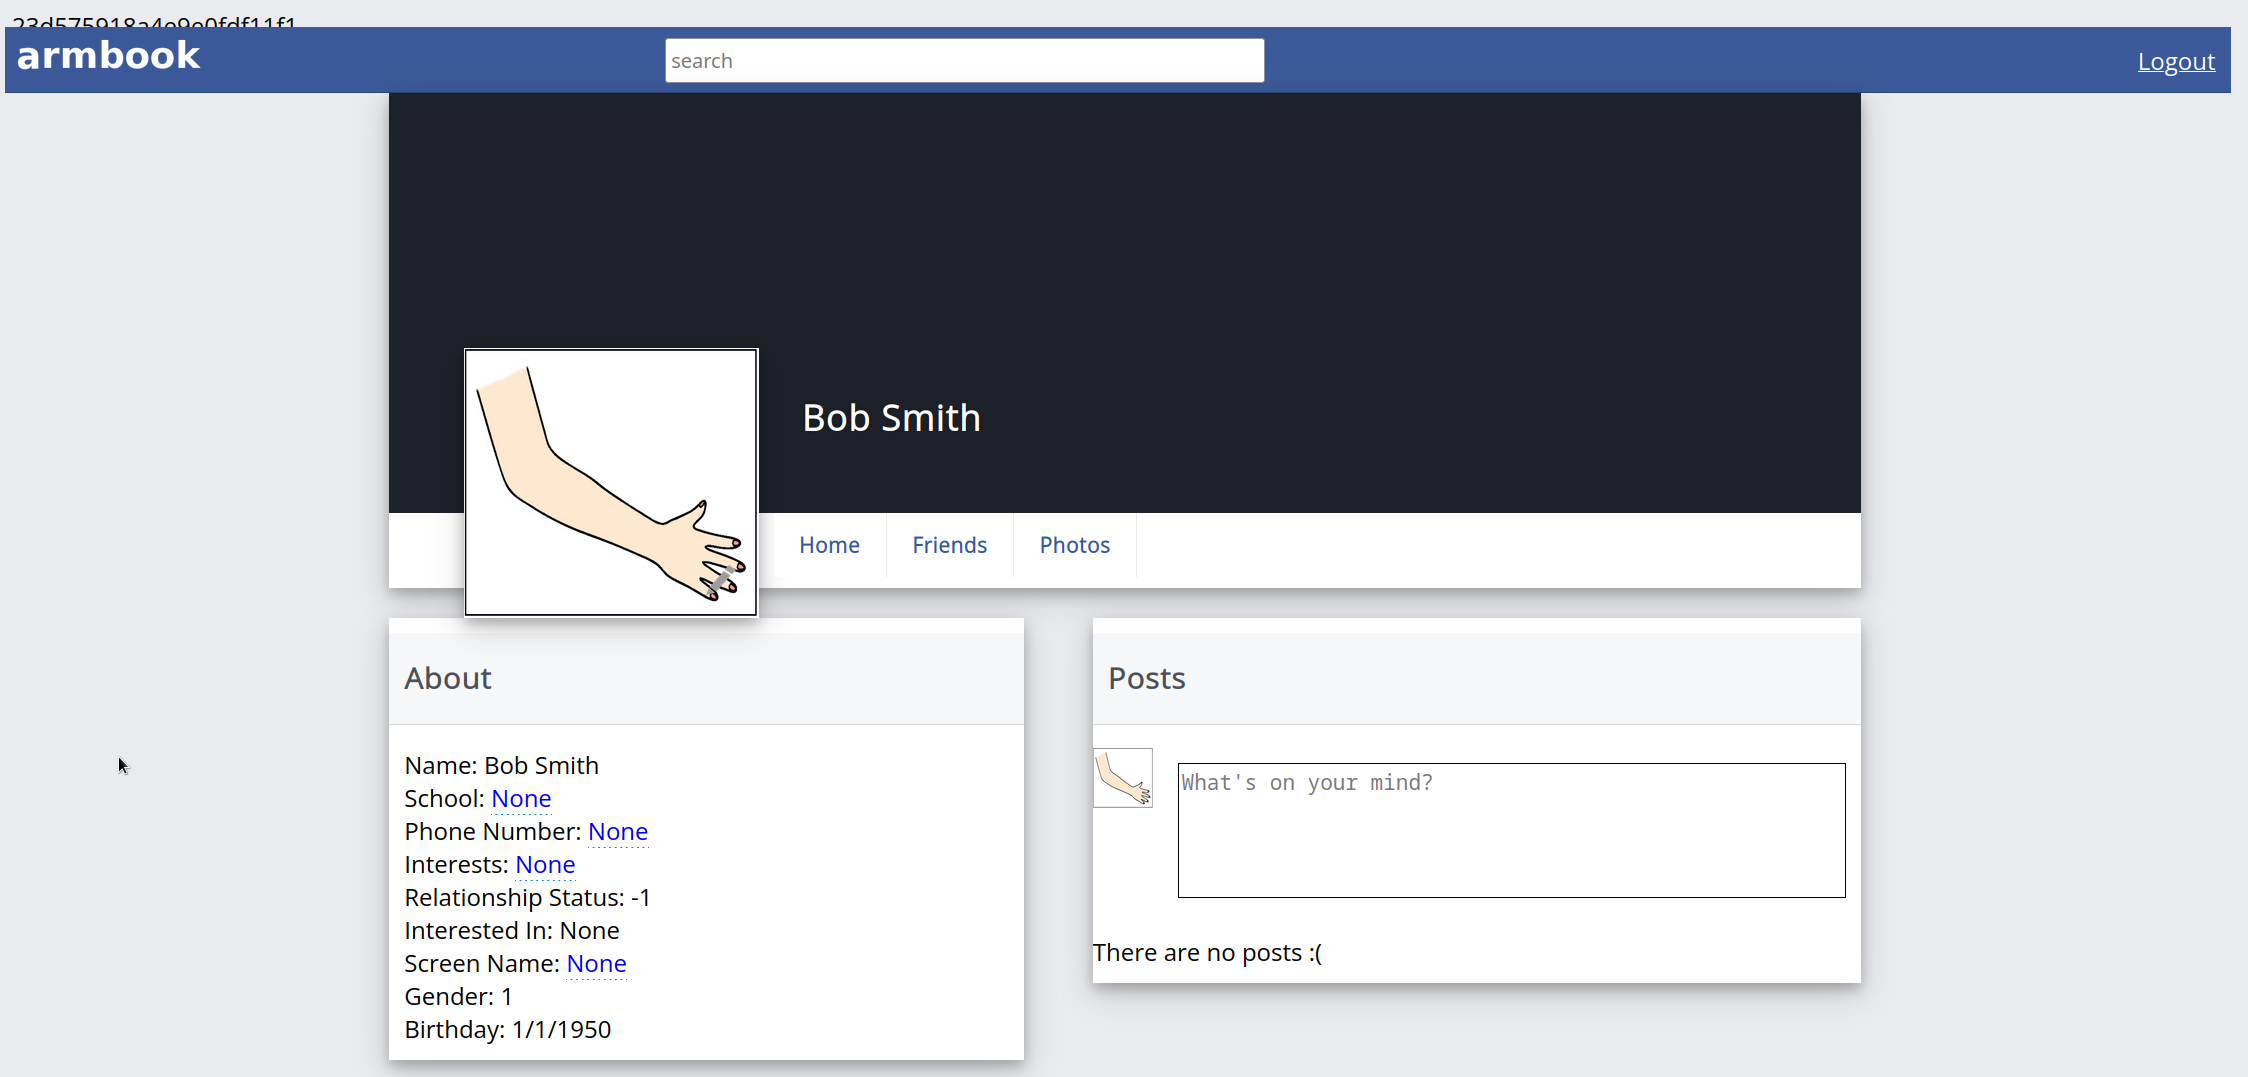 23d575918a4e9e0fdf11f1
armbook
search
Logout
Bob Smith
Home
Friends
Photos
About
Name: Bob Smith
School: None
Phone Number: None
Interests: None
Relationship Status: -1
Interested In: None
Screen Name: None
Gender: 1
Birthday: 1/1/1950
Posts
What's on your mind?
There are no posts :(